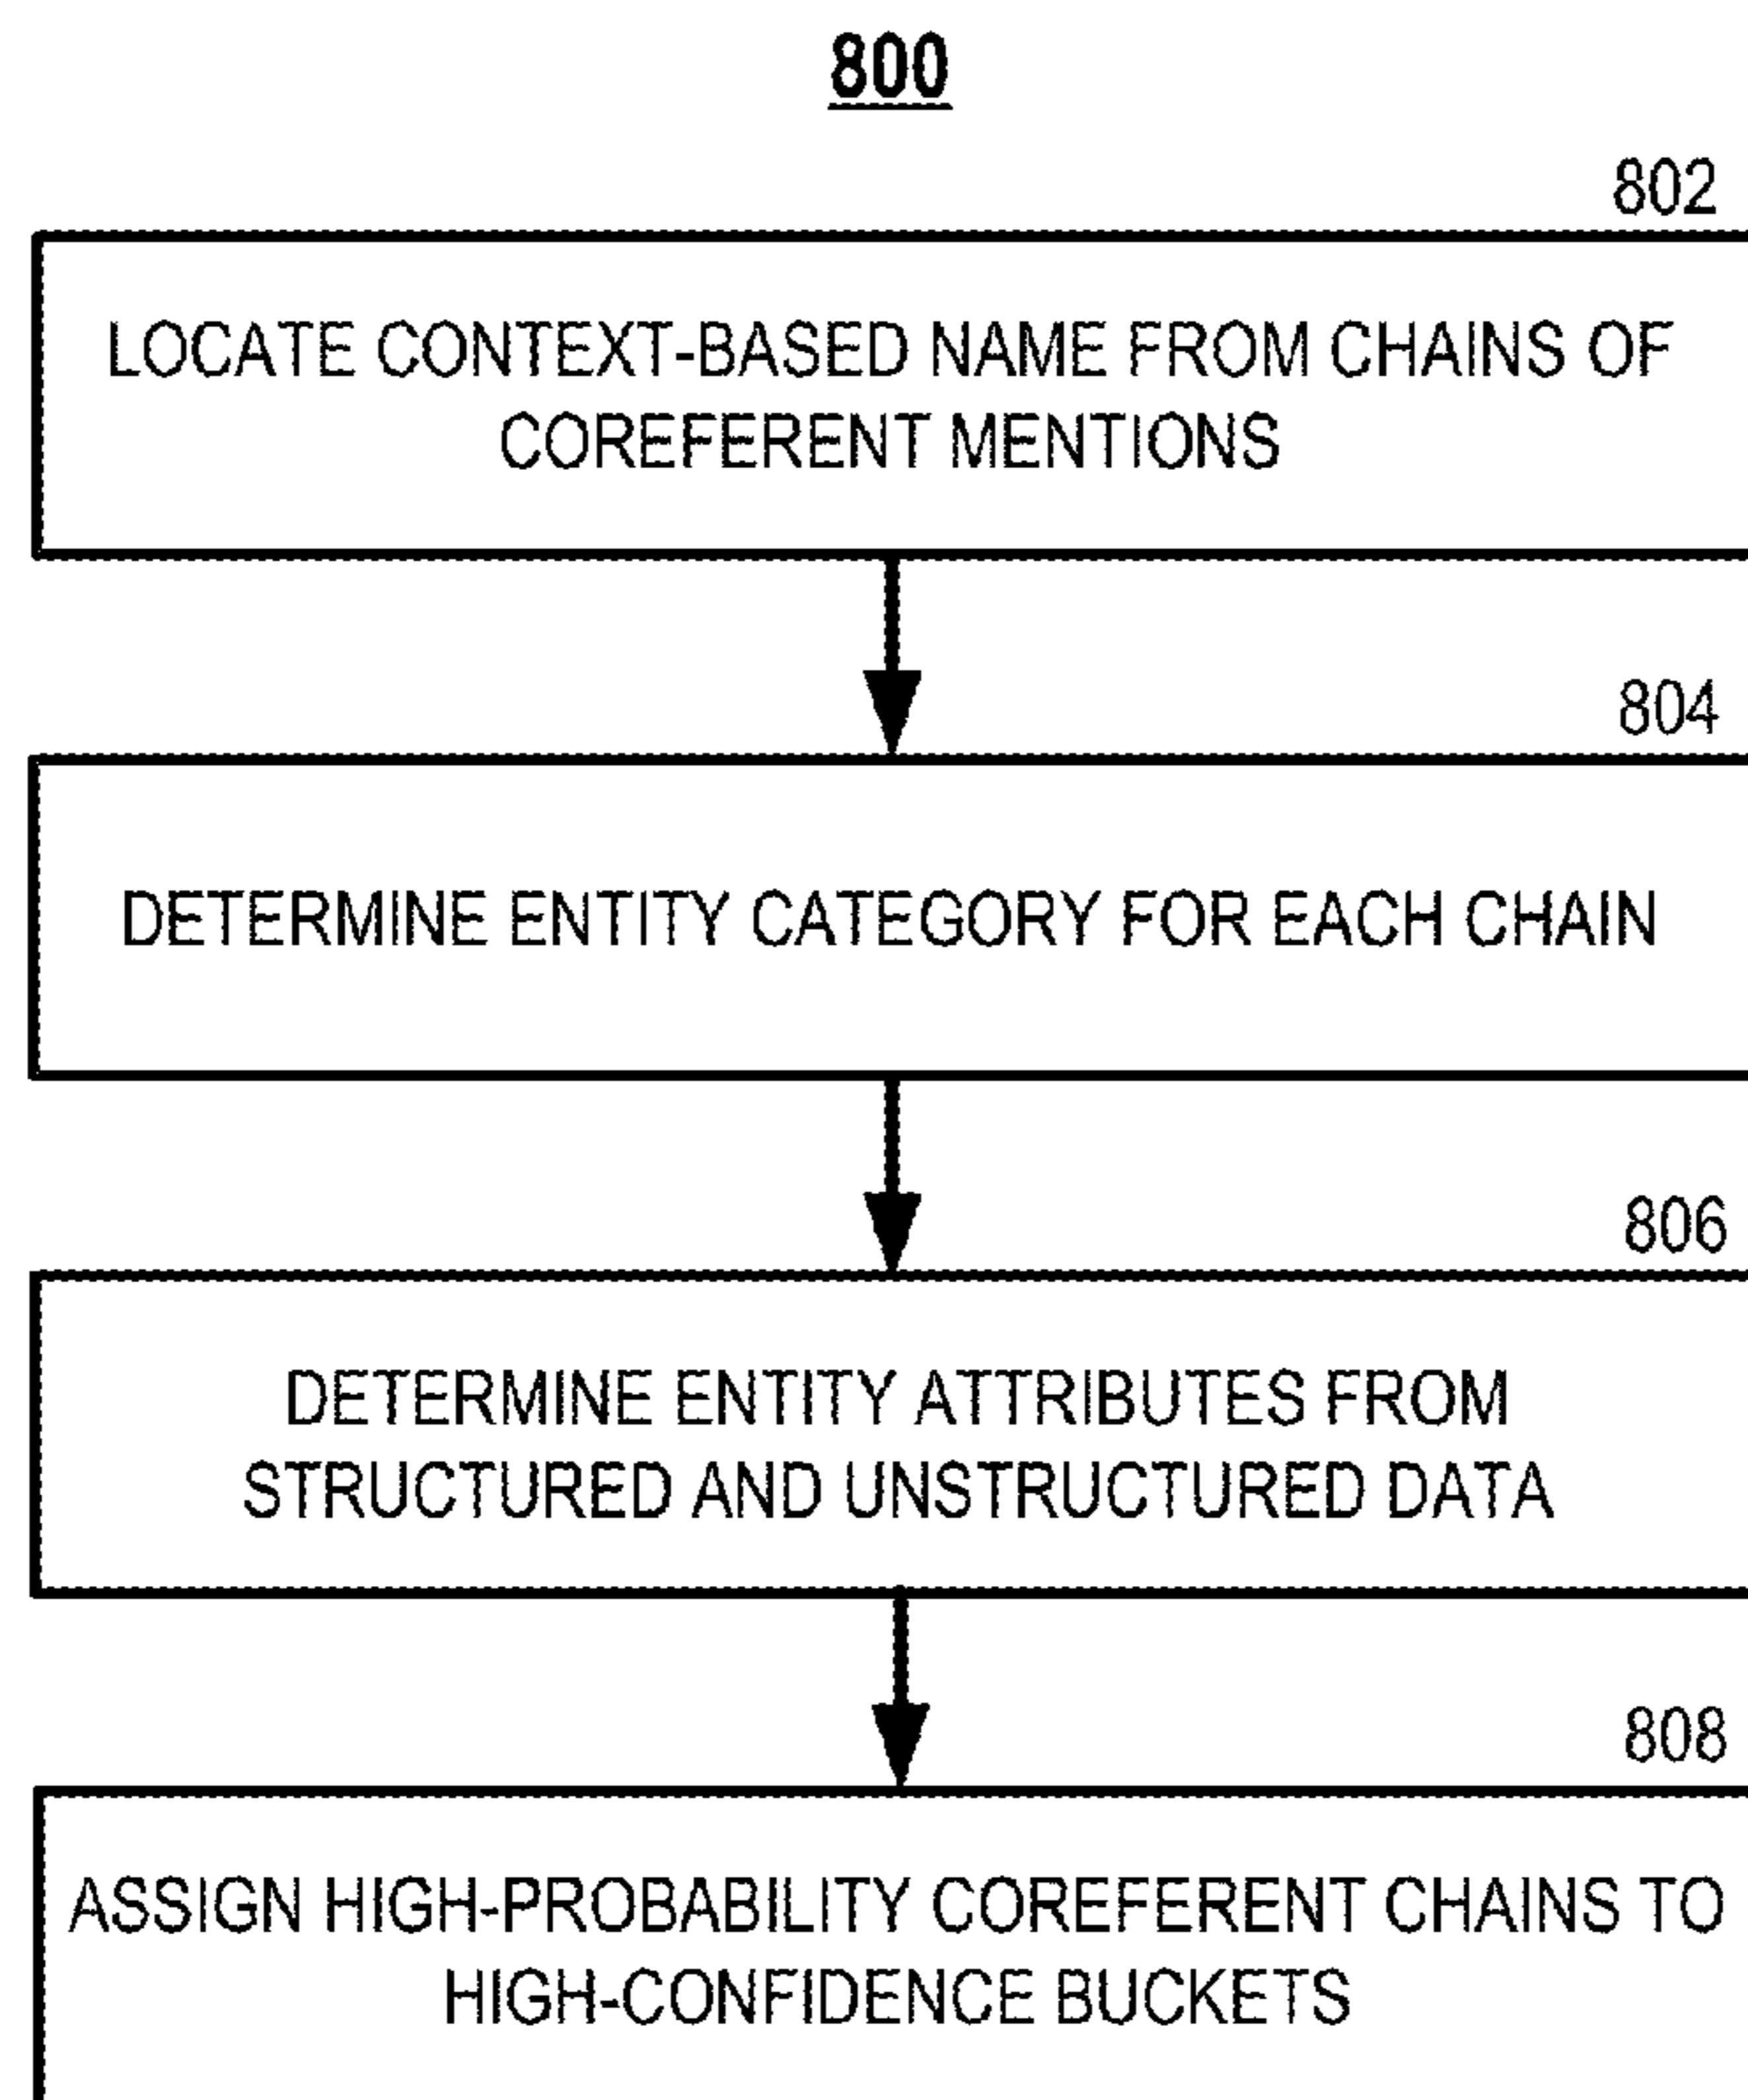 800
802
LOCATE CONTEXT-BASED NAME FROM CHAINS OF
COREFERENT MENTIONS
804
DETERMINE ENTITY CATEGORY FOR EACH CHAIN
806
DETERMINE ENTITY ATTRIBUTES FROM
STRUCTURED AND UNSTRUCTURED DATA
808
ASSIGN HIGH-PROBABILITY COREFERENT CHAINS TO
HIGH-CONFIDENCE BUCKETS